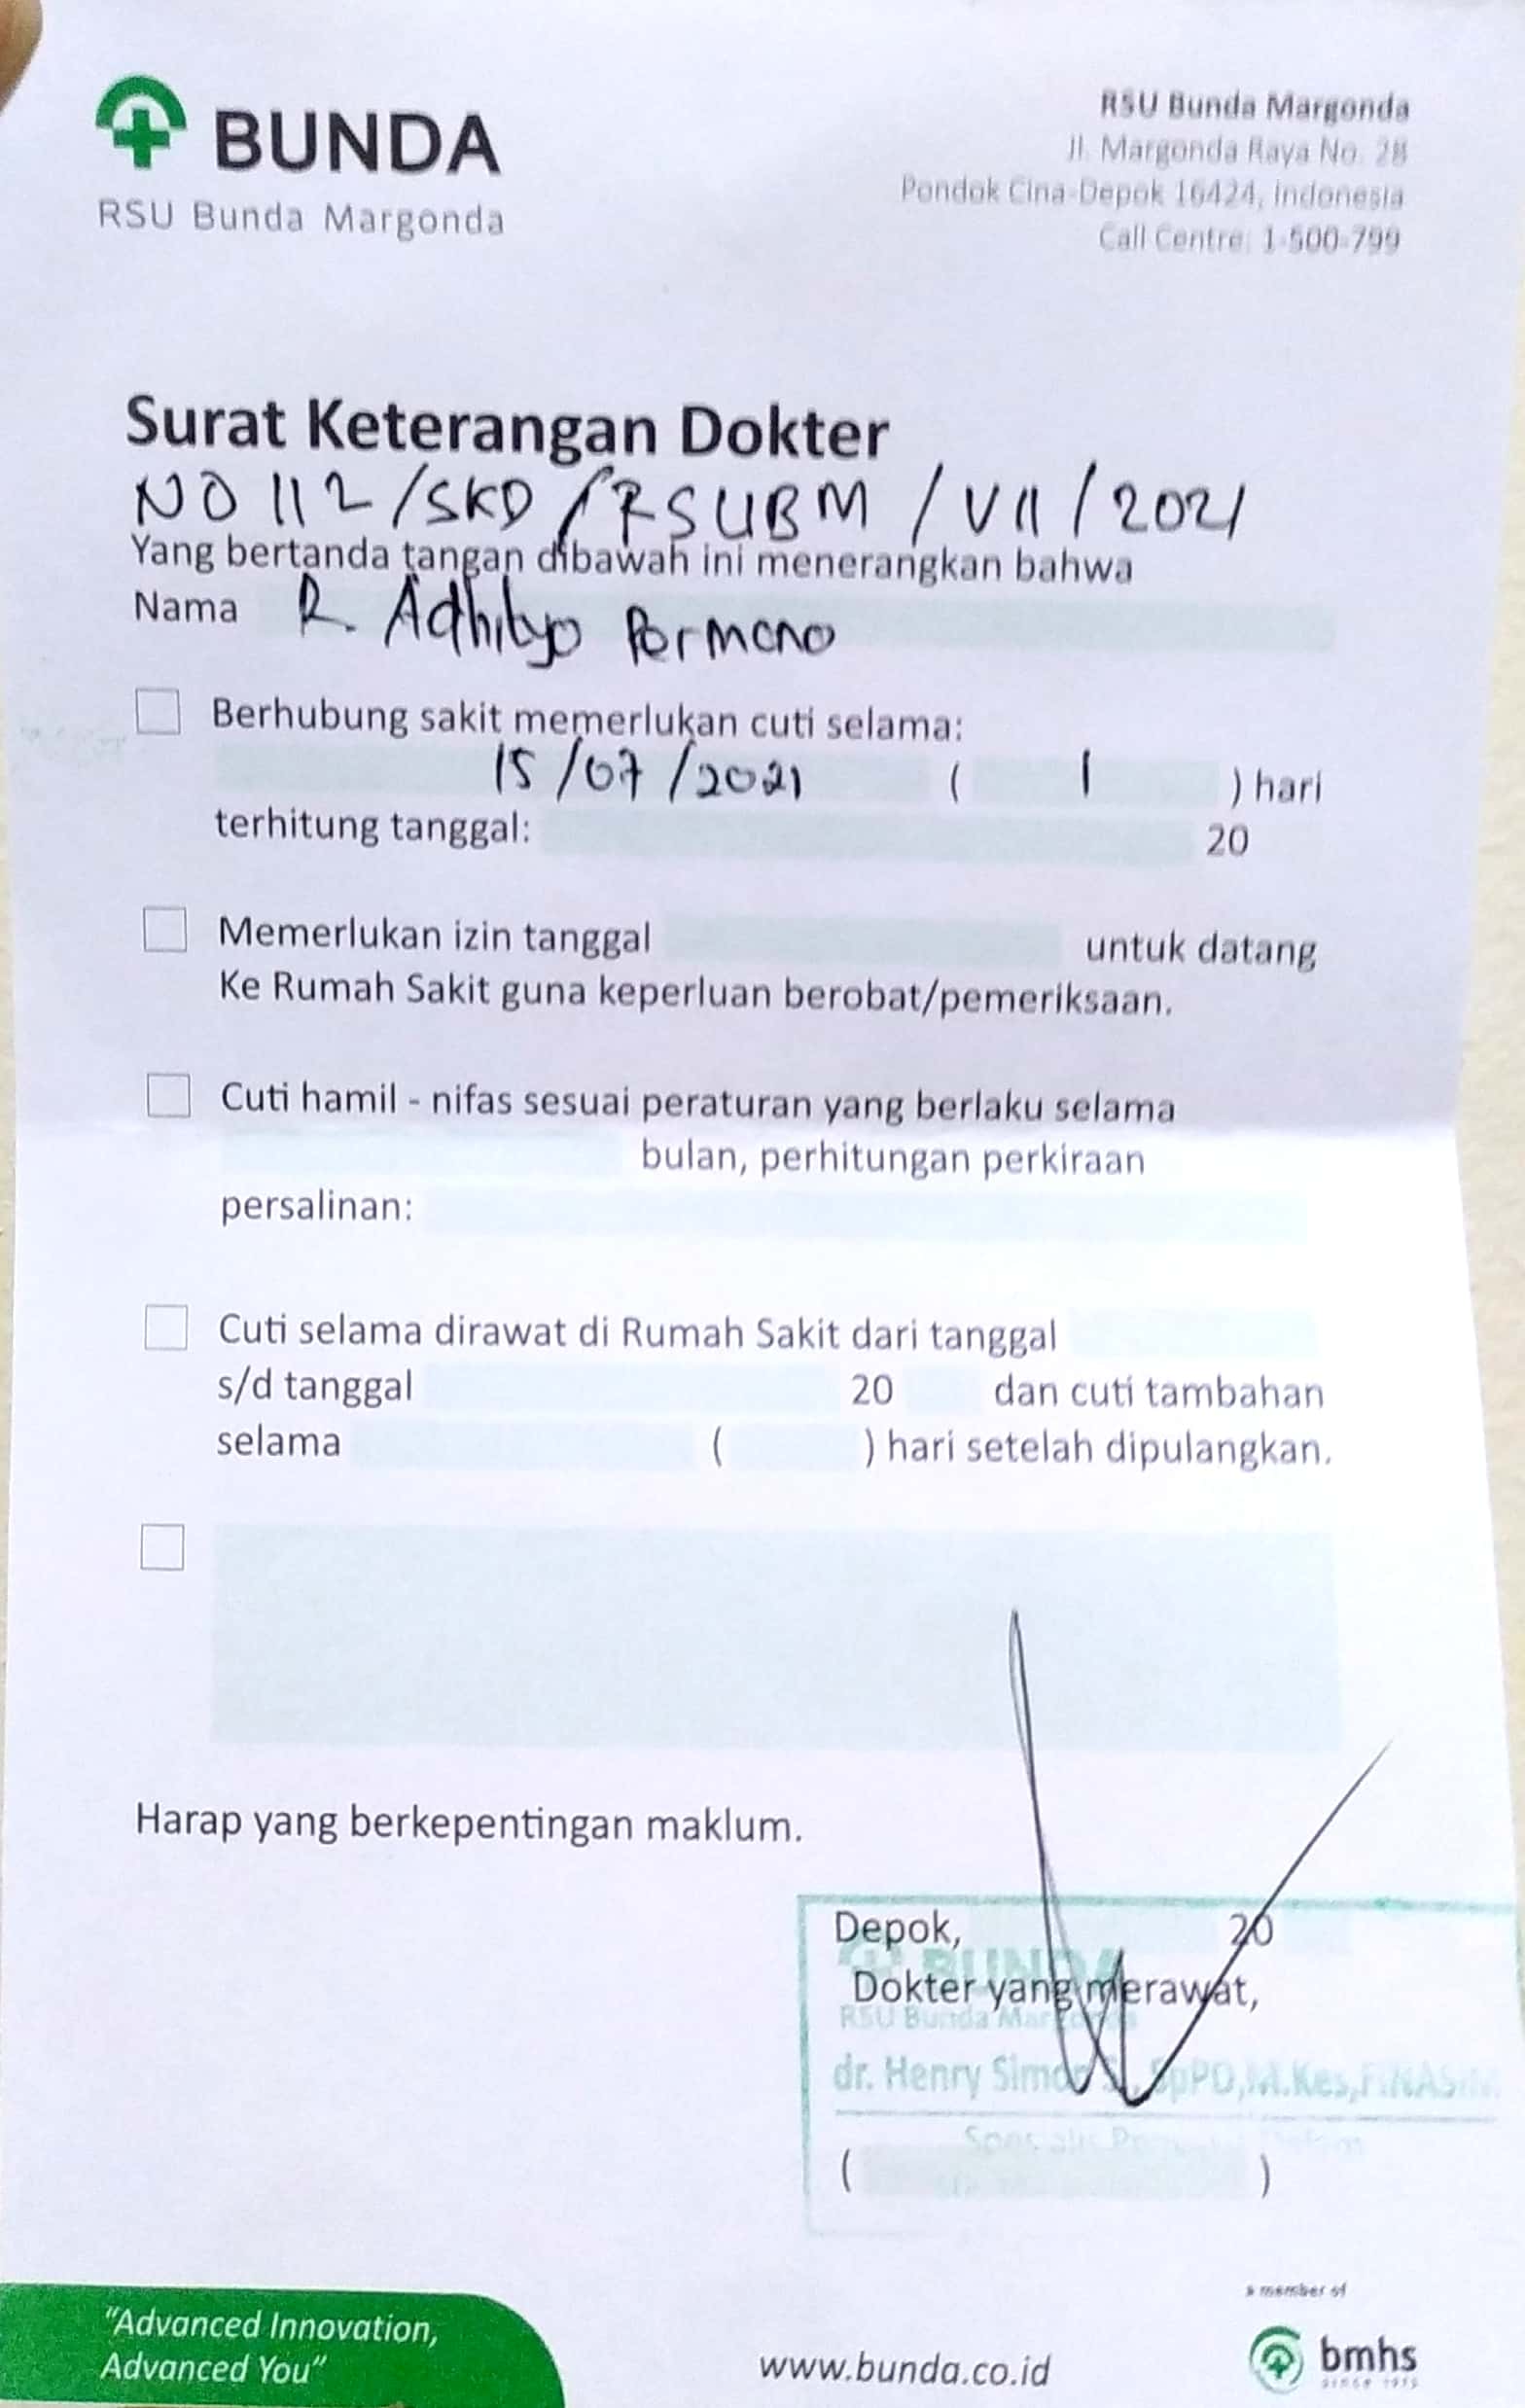 BUNDA
RSU Bunda Margonda
RSU Bunda Margonda
Jl. Margonda Raya No. 28
Pondok Cina-Depok 16424, Indonesia
Call Centre: 1-500-799
Surat Keterangan Dokter
NO 112/SKD/RSUBM/VII/2021
Yang bertanda tangan dibawah ini menerangkan bahwa
Nama R. Adhityo Permono
Berhubung sakit memerlukan cuti selama:
15/07/2021 ( 1 ) hari
terhitung tanggal: 20
Memerlukan izin tanggal untuk datang
Ke Rumah Sakit guna keperluan berobat/pemeriksaan.
Cuti hamil - nifas sesuai peraturan yang berlaku selama
bulan, perhitungan perkiraan
persalinan:
Cuti selama dirawat di Rumah Sakit dari tanggal
s/d tanggal 20 dan cuti tambahan
selama ( ) hari setelah dipulangkan.
Harap yang berkepentingan maklum.
Depok, 20
BUNDA
Dokter yang merawat,
RSU Bunda Margonda
dr. Henry Simon S., SpPD,M.Kes,FINASIM
( )
"Advanced Innovation,
Advanced You"
www.bunda.co.id
a member of
bmhs